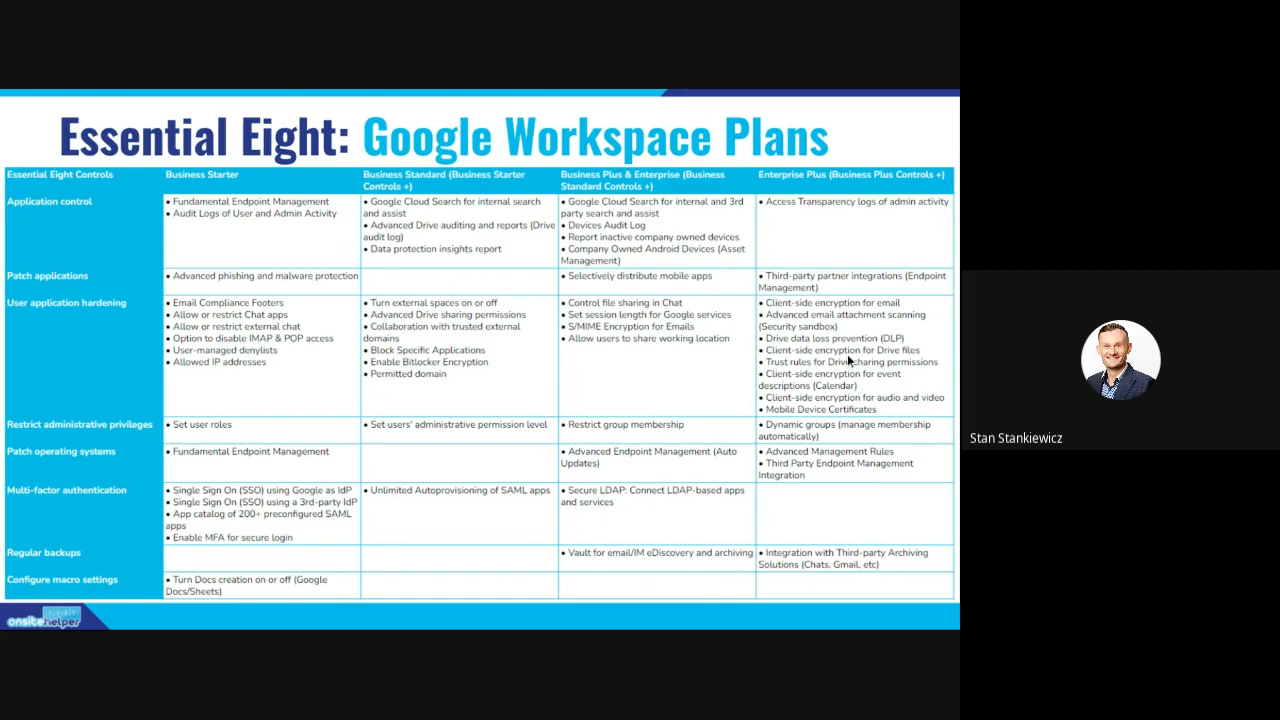 Essential Eight: Google Workspace Plans
Essential Eight Controls
Business Starter
Business Standard (Business Starter
Controls +)
Business Plus & Enterprise (Business
Standard Controls +)
Enterprise Plus (Business Plus Controls +)
Application control
• Fundamental Endpoint Management
• Audit Logs of User and Admin Activity
• Google Cloud Search for internal search
and assist
• Advanced Drive auditing and reports (Drive
audit log)
• Data protection insights report
• Google Cloud Search for internal and 3rd
party search and assist
• Devices Audit Log
• Report inactive company owned devices
• Company Owned Android Devices (Asset
Management)
• Access Transparency logs of admin activity
Patch applications
• Advanced phishing and malware protection
• Selectively distribute mobile apps
• Third-party partner integrations (Endpoint
Management)
User application hardening
• Email Compliance Footers
• Allow or restrict Chat apps
• Allow or restrict external chat
• Option to disable IMAP & POP access
• User-managed denylists
• Allowed IP addresses
• Turn external spaces on or off
• Advanced Drive sharing permissions
• Collaboration with trusted external
domains
• Block Specific Applications
• Enable Bitlocker Encryption
• Permitted domain
• Control file sharing in Chat
• Set session length for Google services
• S/MIME Encryption for Emails
• Allow users to share working location
• Client-side encryption for email
• Advanced email attachment scanning
(Security sandbox)
• Drive data loss prevention (DLP)
• Client-side encryption for Drive files
• Trust rules for Drive sharing permissions
• Client-side encryption for event
descriptions (Calendar)
• Client-side encryption for audio and video
• Mobile Device Certificates
Restrict administrative privileges
• Set user roles
• Set users' administrative permission level
• Restrict group membership
• Dynamic groups (manage membership
automatically)
Patch operating systems
• Fundamental Endpoint Management
• Advanced Endpoint Management (Auto
Updates)
• Advanced Management Rules
• Third Party Endpoint Management
Integration
Multi-factor authentication
• Single Sign On (SSO) using Google as IdP
• Single Sign On (SSO) using a 3rd-party IdP
• App catalog of 200+ preconfigured SAML
apps
• Enable MFA for secure login
• Unlimited Autoprovisioning of SAML apps
• Secure LDAP: Connect LDAP-based apps
and services
Regular backups
• Vault for email/IM eDiscovery and archiving
• Integration with Third-party Archiving
Solutions (Chats, Gmail, etc)
Configure macro settings
• Turn Docs creation on or off (Google
Docs/Sheets)
onsitehelper
Stan Stankiewicz